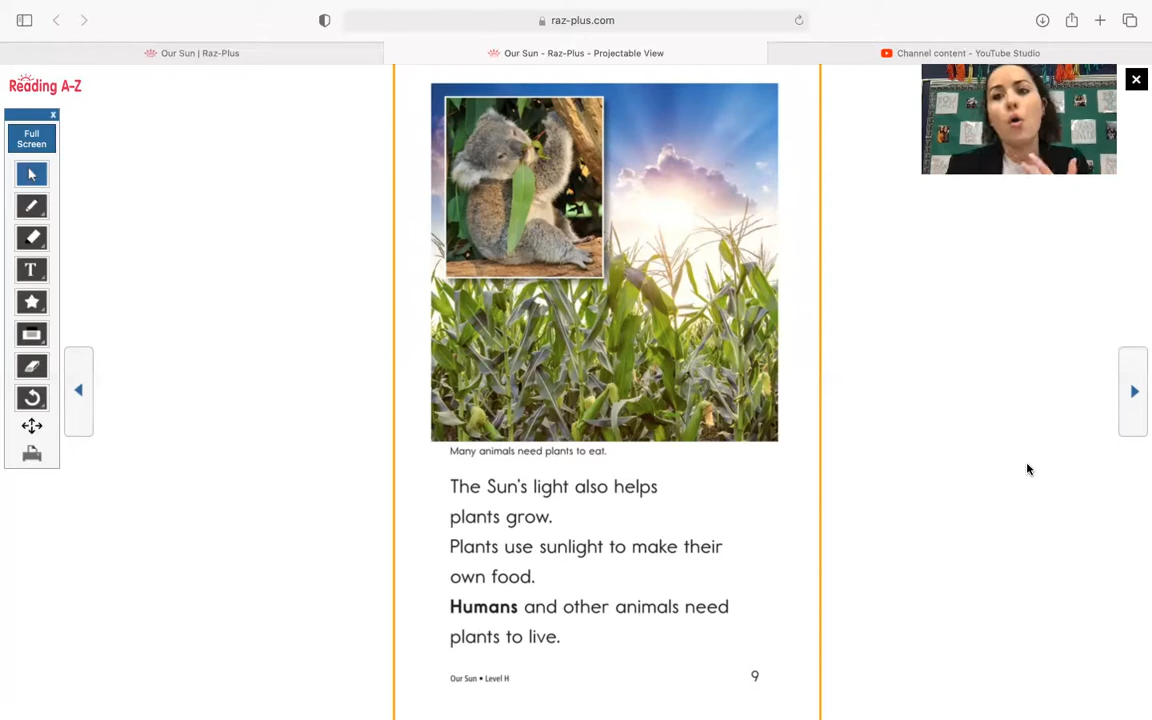 raz-plus.com
Our Sun | Raz-Plus
Our Sun - Raz-Plus - Projectable View
Channel content - YouTube Studio
Reading A-Z
x
Full
Screen
T
Many animals need plants to eat.
The Sun's light also helps
plants grow.
Plants use sunlight to make their
own food.
Humans and other animals need
plants to live.
Our Sun • Level H
9